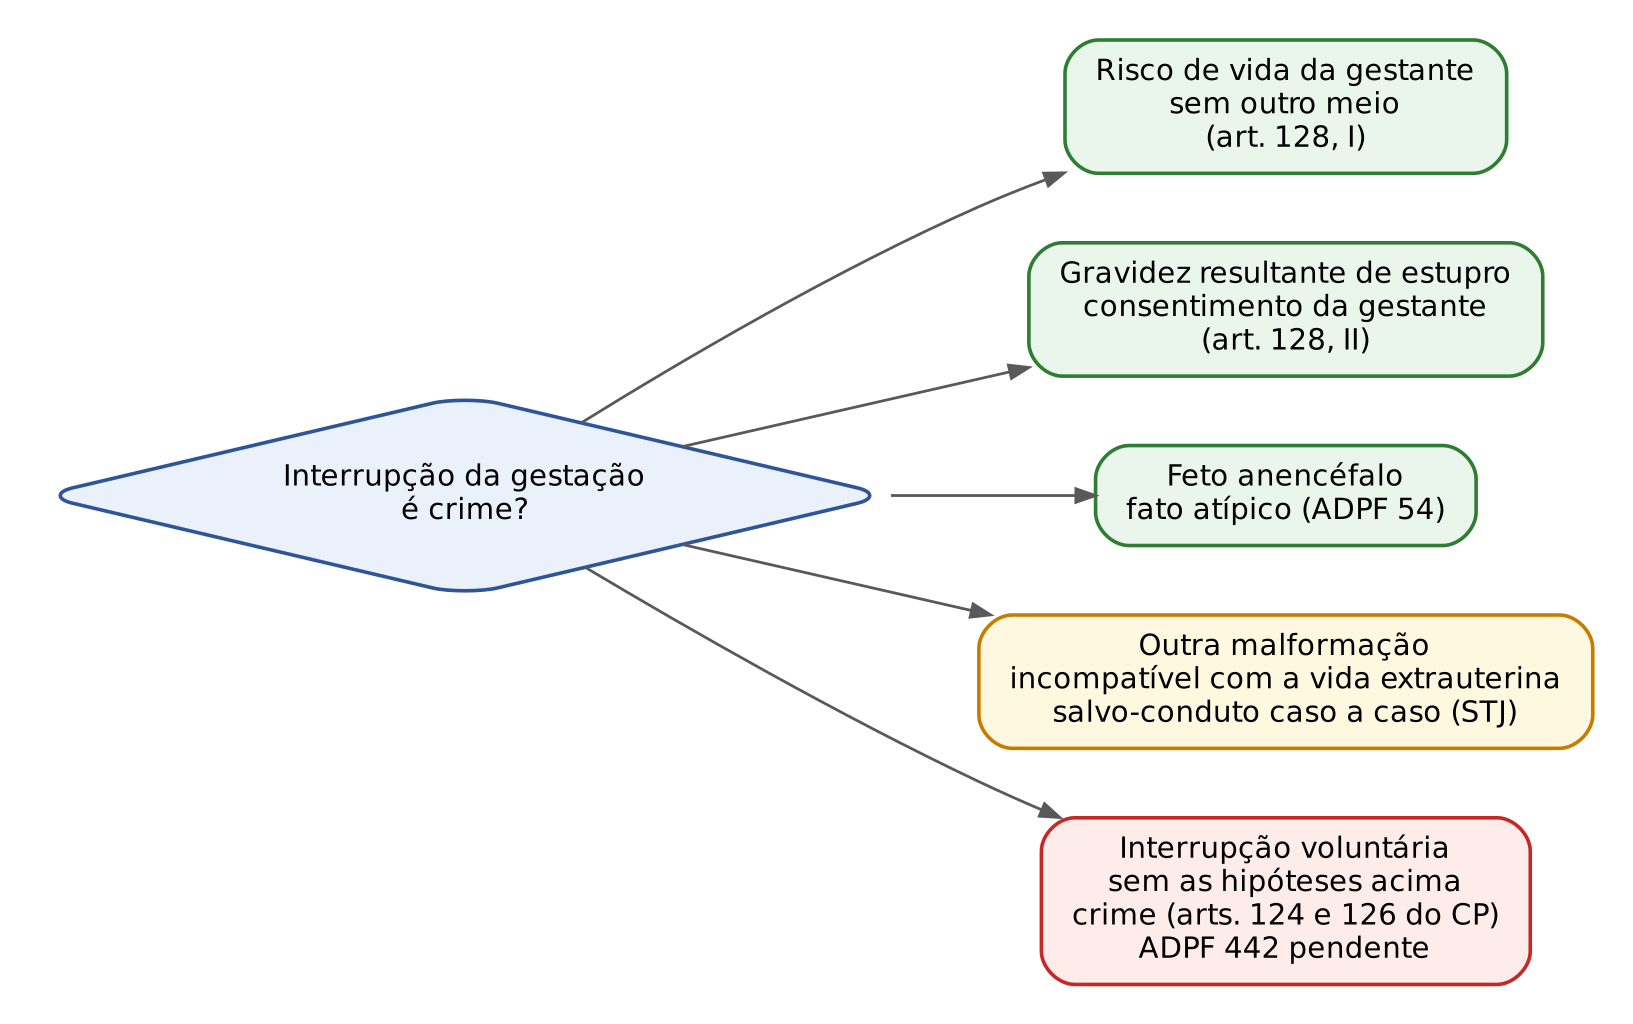 Risco de vida da gestante
sem outro meio
(art. 128, I)
Gravidez resultante de estupro
consentimento da gestante
(art. 128, II)
Interrupção da gestação
é crime?
Feto anencéfalo
fato atípico (ADPF 54)
Outra malformação
incompatível com a vida extrauterina
salvo-conduto caso a caso (STJ)
Interrupção voluntária
sem as hipóteses acima
crime (arts. 124 e 126 do CP)
ADPF 442 pendente